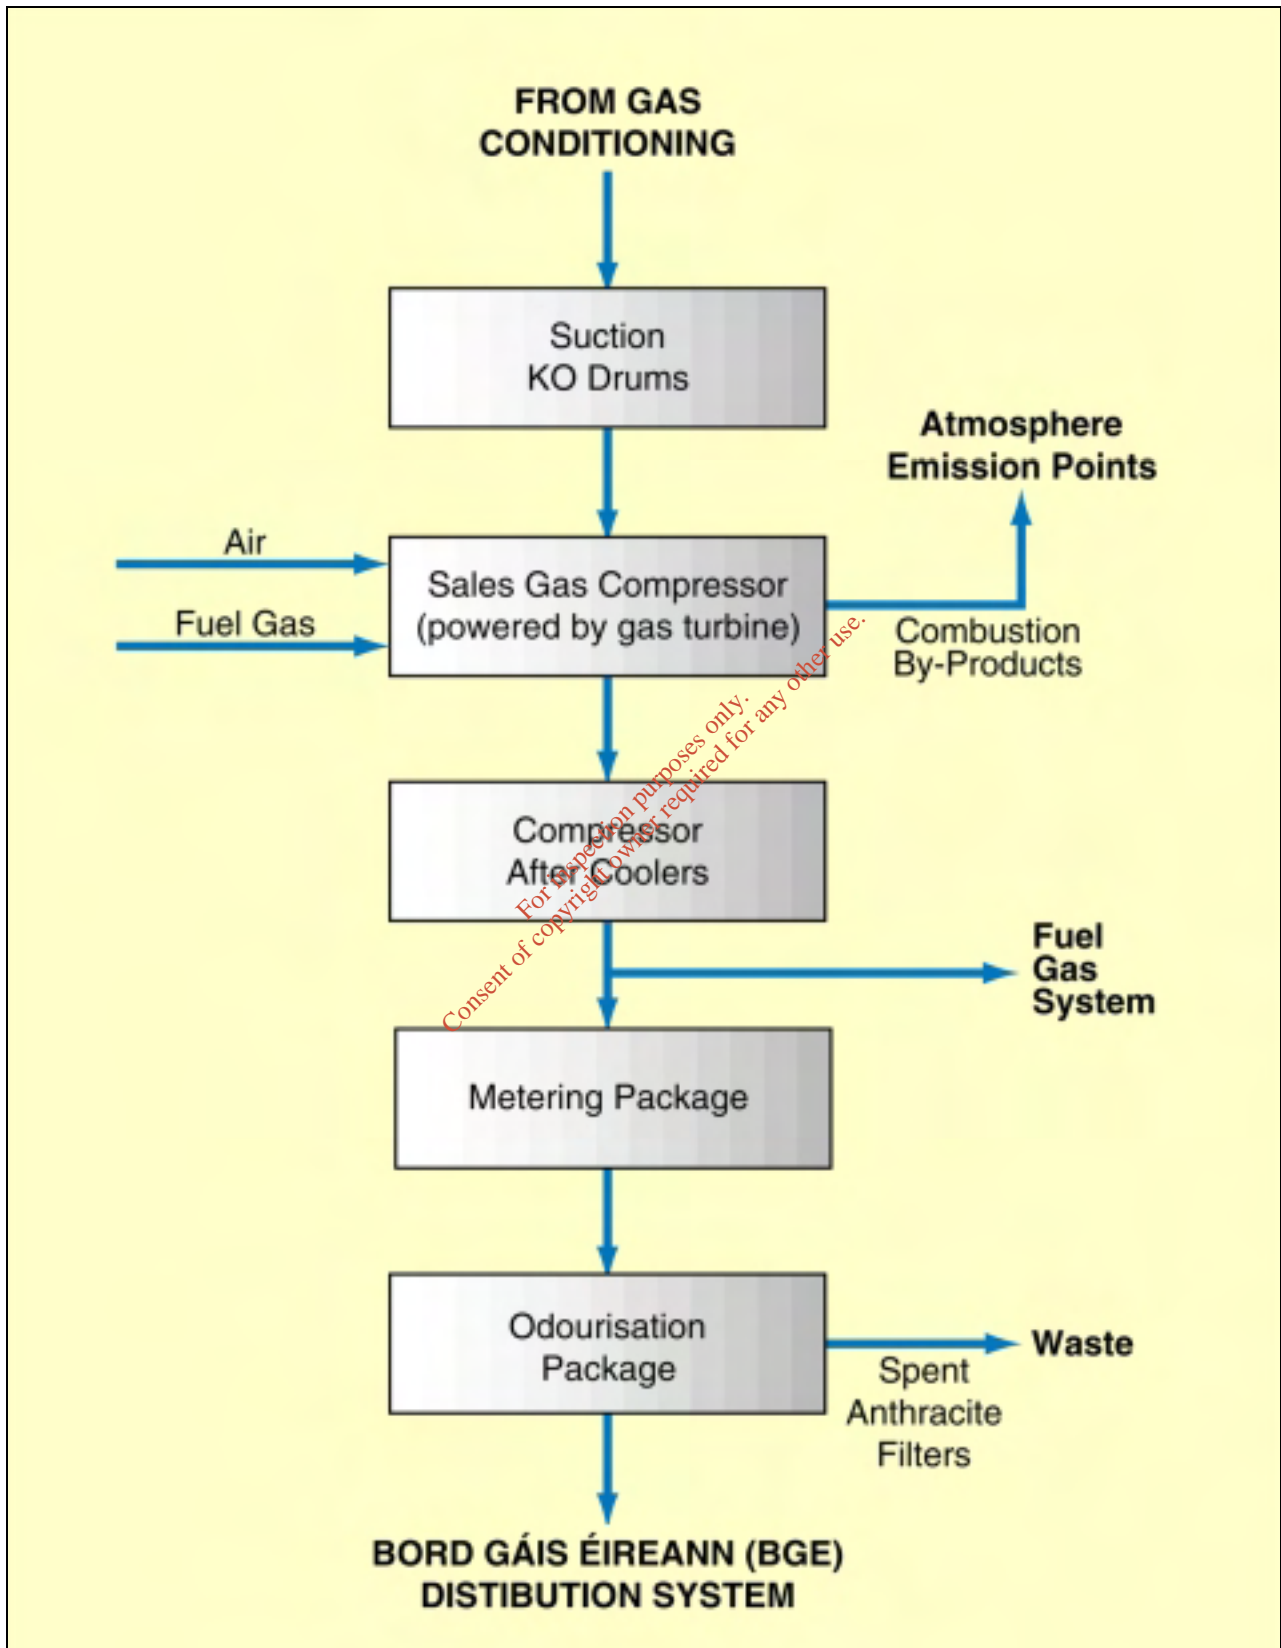 FROM GAS
CONDITIONING
Suction
KO Drums
Atmosphere
Emission Points
Air
Fuel Gas
Sales Gas Compressor
(powered by gas turbine)
Combustion
By-Products
For inspection purposes only.
Consent of copyright owner required for any other use.
Compressor
After Coolers
Fuel
Gas
System
Metering Package
Odourisation
Package
Waste
Spent
Anthracite
Filters
BORD GÁIS ÉIREANN (BGE)
DISTIBUTION SYSTEM